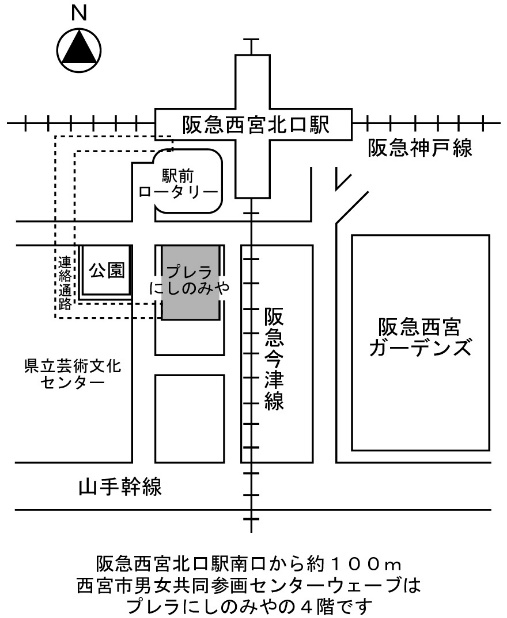 N
阪急西宮北口駅
阪急神戸線
駅前
ロータリー
連絡通路
公園
プレラ
にしのみや
阪急今津線
阪急西宮
ガーデンズ
県立芸術文化
センター
山手幹線
阪急西宮北口駅南口から約１００ｍ
西宮市男女共同参画センターウェーブは
プレラにしのみやの４階です